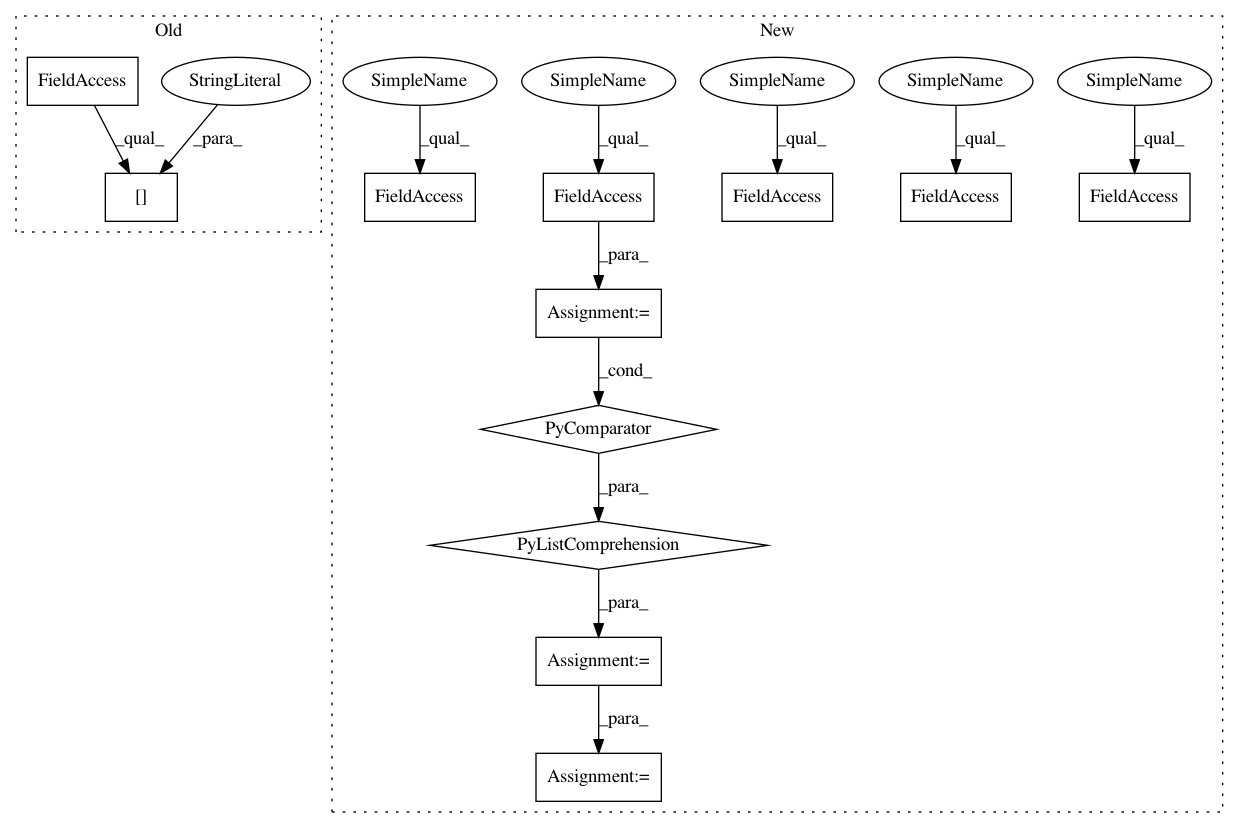 Old
New
FieldAccess
StringLiteral
SimpleName
SimpleName
SimpleName
SimpleName
SimpleName
_qual_
_para_
_qual_
_qual_
_qual_
_qual_
_qual_
[]
FieldAccess
FieldAccess
FieldAccess
FieldAccess
FieldAccess
_para_
Assignment:=
_cond_
PyComparator
_para_
PyListComprehension
_para_
Assignment:=
_para_
Assignment:=